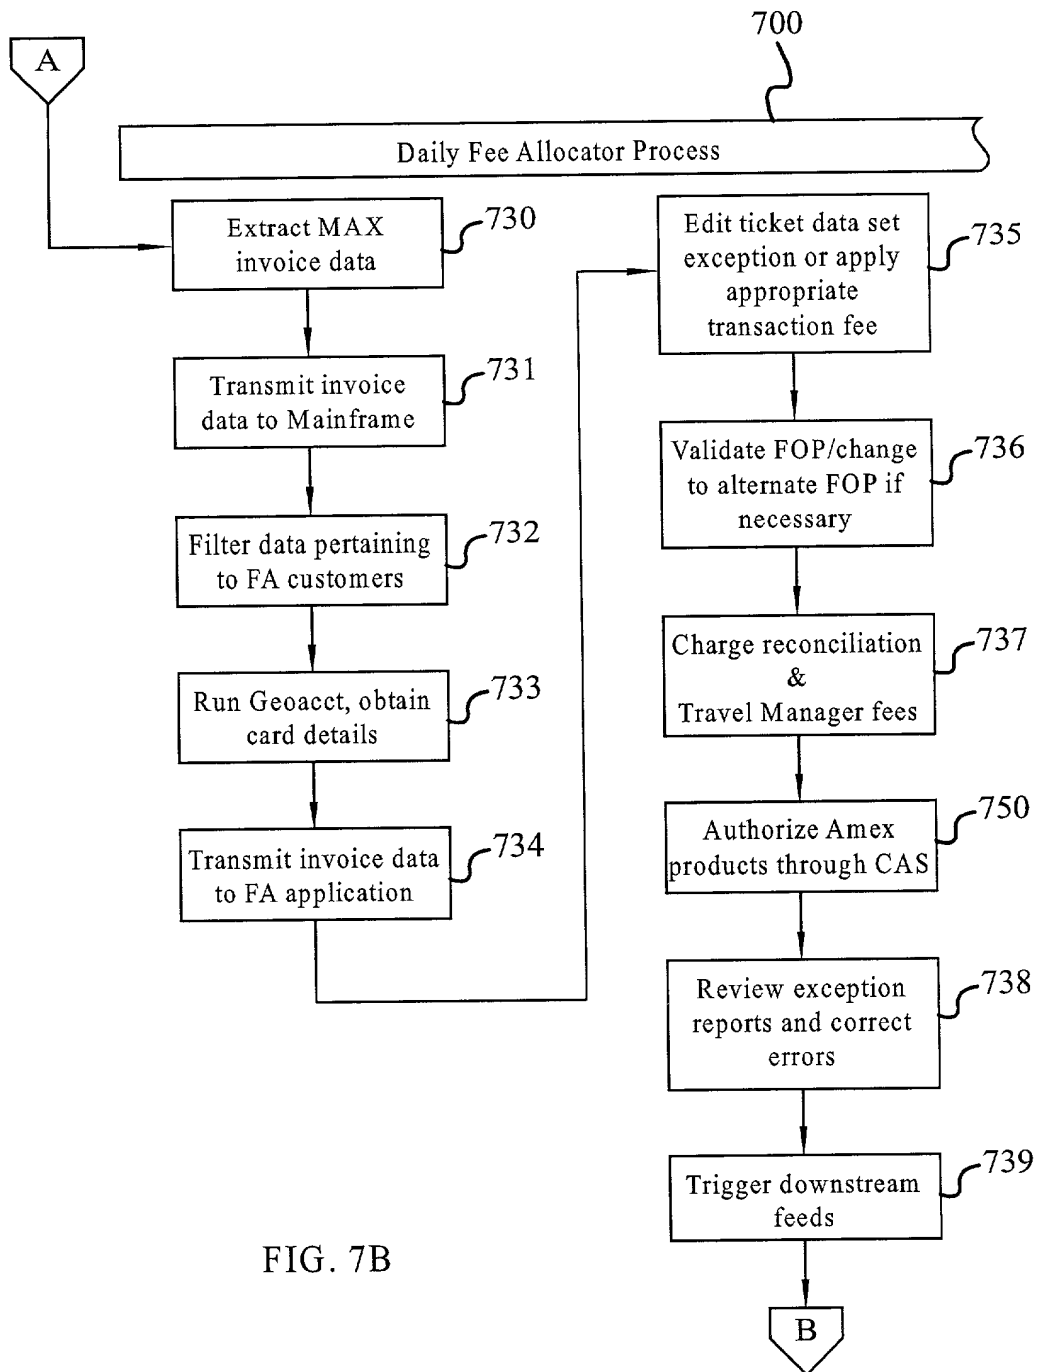 700
A
Daily Fee Allocator Process
Extract MAX
invoice data
730
Transmit invoice
data to Mainframe
731
Filter data pertaining
to FA customers
732
Run Geoacct, obtain
card details
733
Transmit invoice data
to FA application
734
Edit ticket data set
exception or apply
appropriate
transaction fee
735
Validate FOP/change
to alternate FOP if
necessary
736
Charge reconciliation
&
Travel Manager fees
737
Authorize Amex
products through CAS
750
Review exception
reports and correct
errors
738
Trigger downstream
feeds
739
B
FIG. 7B